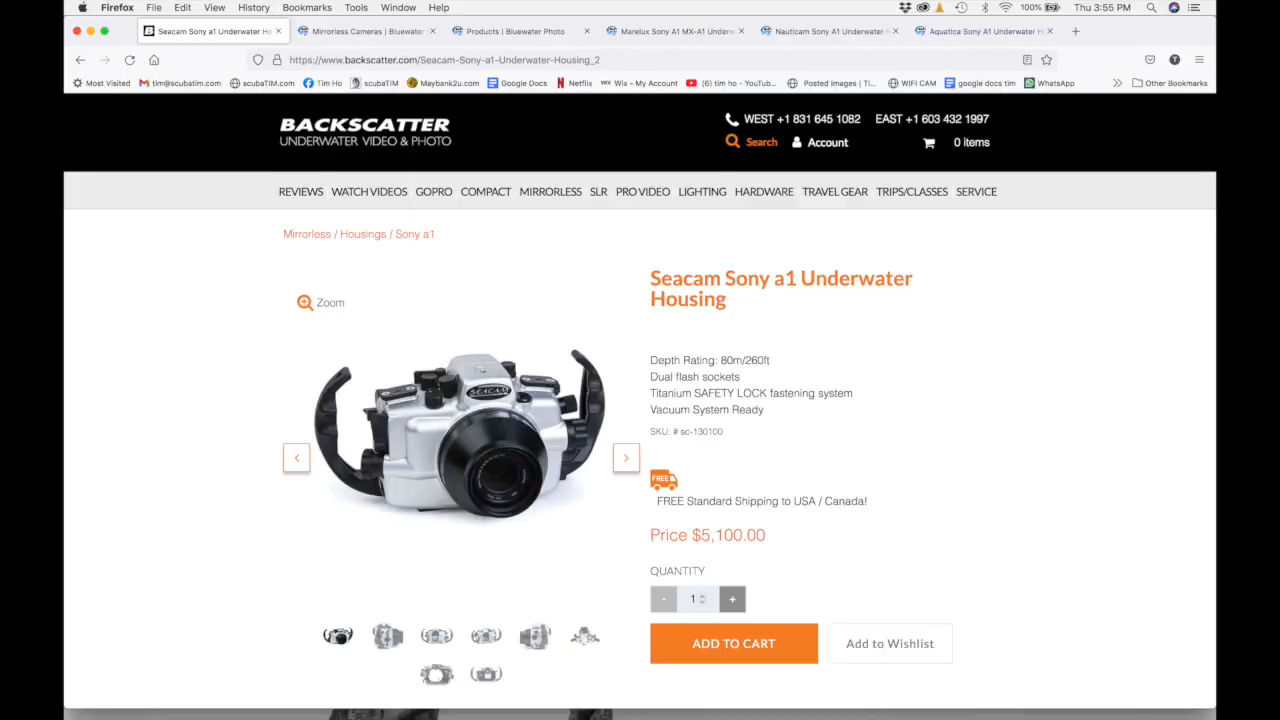 Firefox File Edit View History Bookmarks Tools Window Help 100% Thu 3:55 PM
Seacam Sony a1 Underwater Ho Mirrorless Cameras | Bluewater Products | Bluewater Photo Marelux Sony A1 MX-A1 Underw Nauticam Sony A1 Underwater H Aquatica Sony A1 Underwater H
https://www.backscatter.com/Seacam-Sony-a1-Underwater-Housing_2
Most Visited tim@scubatim.com scubaTIM.com Tim Ho scubaTIM Maybank2u.com Google Docs Netflix Wix - My Account (6) tim ho - YouTub... Posted Images | Ti... WIFI CAM google docs tim WhatsApp Other Bookmarks
BACKSCATTER
UNDERWATER VIDEO & PHOTO
WEST +1 831 645 1082 EAST +1 603 432 1997
Search Account 0 items
REVIEWS WATCH VIDEOS GOPRO COMPACT MIRRORLESS SLR PRO VIDEO LIGHTING HARDWARE TRAVEL GEAR TRIPS/CLASSES SERVICE
Mirrorless / Housings / Sony a1
Zoom
SEACAM
Seacam Sony a1 Underwater
Housing
Depth Rating: 80m/260ft
Dual flash sockets
Titanium SAFETY LOCK fastening system
Vacuum System Ready
SKU: # sc-130100
FREE
FREE Standard Shipping to USA / Canada!
Price $5,100.00
QUANTITY
- 1 +
ADD TO CART Add to Wishlist